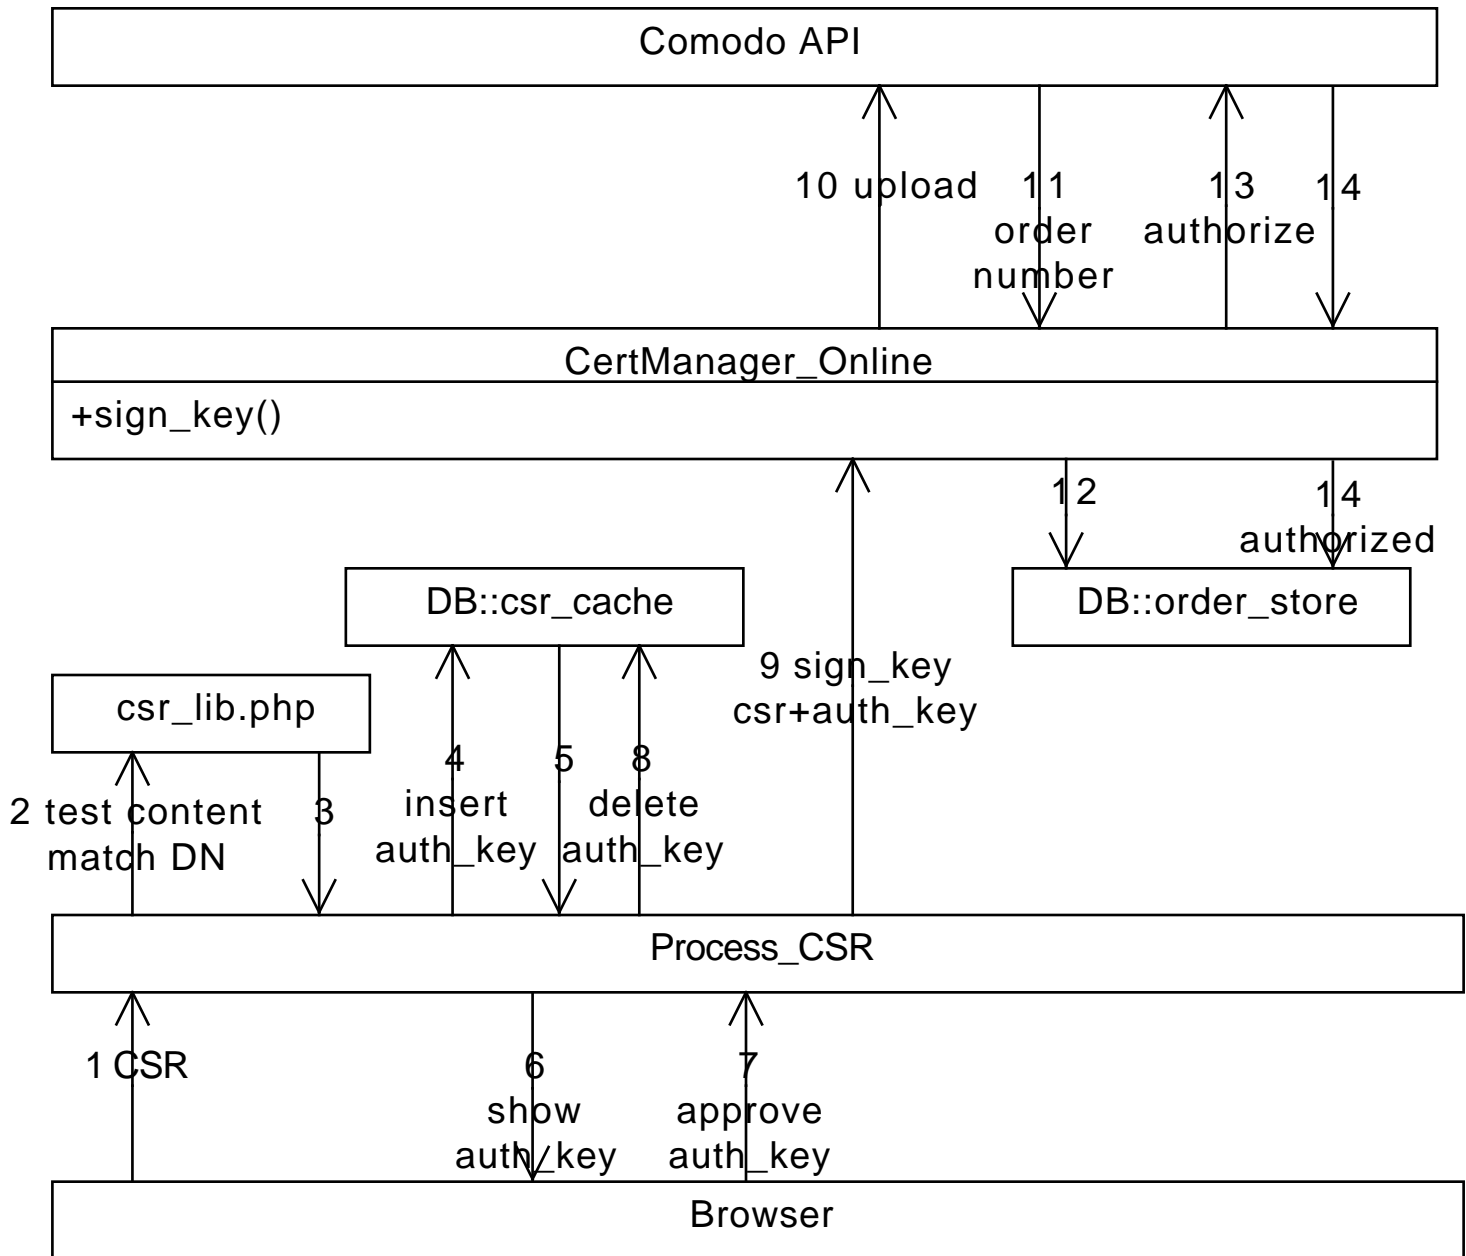 Comodo API
10 upload
11
order
number
13
authorize
14
CertManager_Online
+sign_key()
12
14
authorized
DB::csr_cache
DB::order_store
9 sign_key
csr+auth_key
csr_lib.php
2 test content
match DN
3
4
insert
auth_key
5
8
delete
auth_key
Process_CSR
1 CSR
6
show
auth_key
7
approve
auth_key
Browser